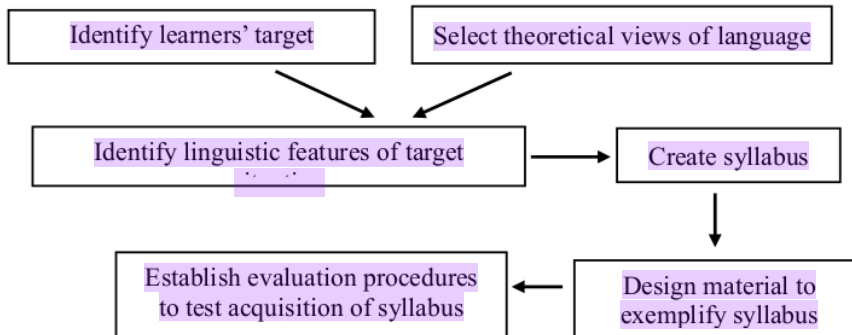 Identify learners' target
Select theoretical views of language
Identify linguistic features of target
Create syllabus
Design material to
exemplify syllabus
Establish evaluation procedures
to test acquisition of syllabus